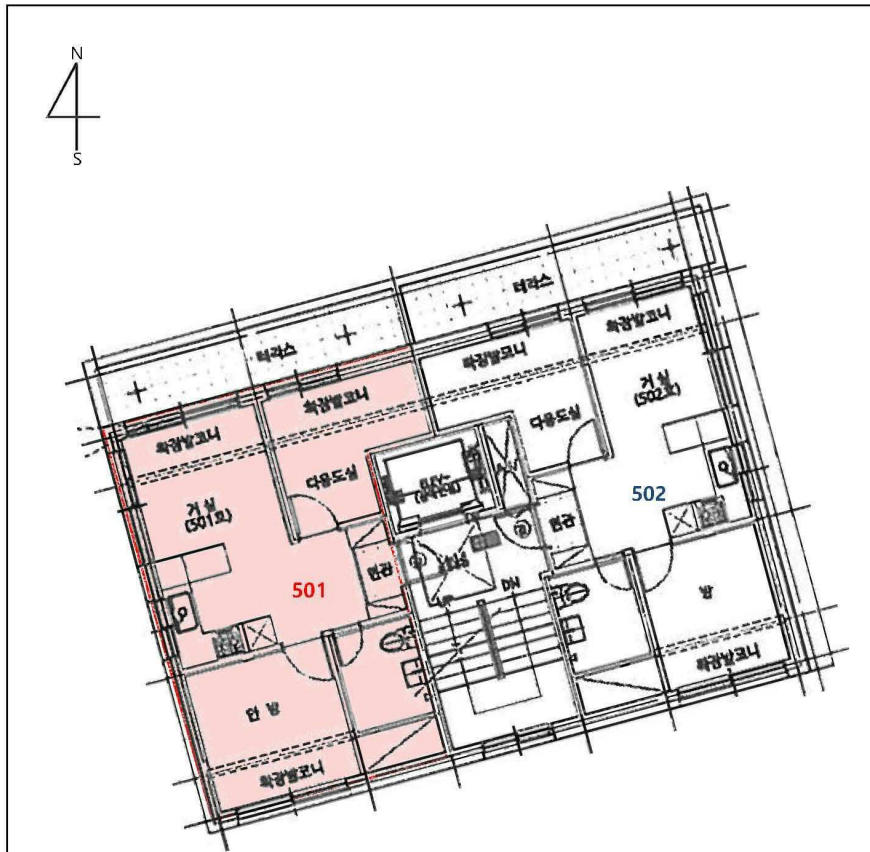 N
S
테라스
테라스
확장발코니
확장발코니
거실
(502호)
확장발코니
다용도실
확장발코니
다용도실
거실
(501호)
502
현관
현관
501
DN
방
안방
확장발코니
확장발코니